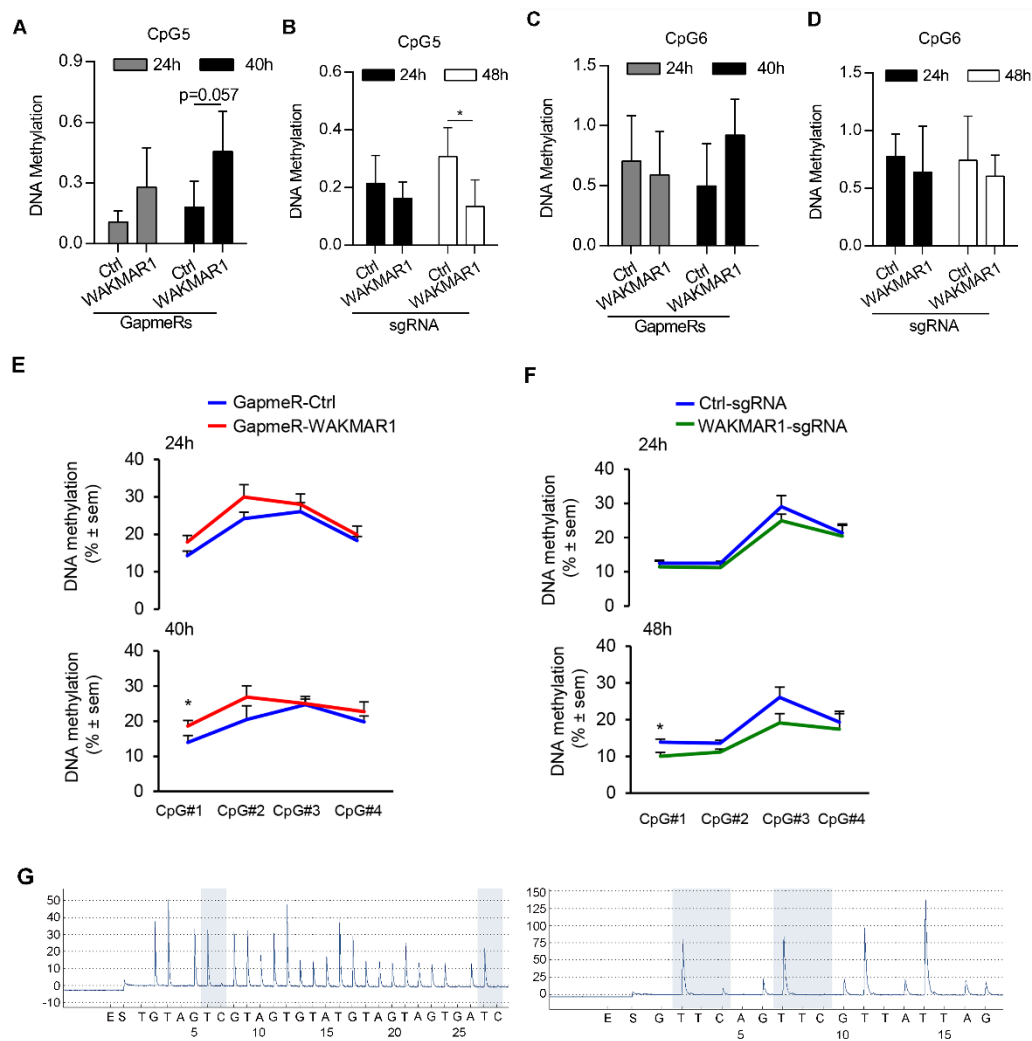 A
CpG5
24h 40h
p=0.057
DNA Methylation
0.9
0.6
0.3
0.0
Ctrl WAKMAR1 Ctrl WAKMAR1
GapmeRs
B
CpG5
24h 48h
*
DNA Methylation
0.6
0.4
0.2
0.0
Ctrl WAKMAR1 Ctrl WAKMAR1
sgRNA
C
CpG6
24h 40h
DNA Methylation
1.5
1.0
0.5
0.0
Ctrl WAKMAR1 Ctrl WAKMAR1
GapmeRs
D
CpG6
24h 48h
DNA Methylation
1.5
1.0
0.5
0.0
Ctrl WAKMAR1 Ctrl WAKMAR1
sgRNA
E
GapmeR-Ctrl
GapmeR-WAKMAR1
24h
DNA methylation
(% ± sem)
40
30
20
10
0
40h
DNA methylation
(% ± sem)
40
30
20
10
0
*
CpG#1 CpG#2 CpG#3 CpG#4
F
Ctrl-sgRNA
WAKMAR1-sgRNA
24h
DNA methylation
(% ± sem)
40
30
20
10
0
48h
DNA methylation
(% ± sem)
40
30
20
10
0
*
CpG#1 CpG#2 CpG#3 CpG#4
G
50
40
30
20
10
0
-10
E S T G T A G T C G T A G T G T A G T A T G T A G T G A T C
5 10 15 20 25
150
125
100
75
50
25
0
E S G T T C A G T T C G T T A T T A G
5 10 15